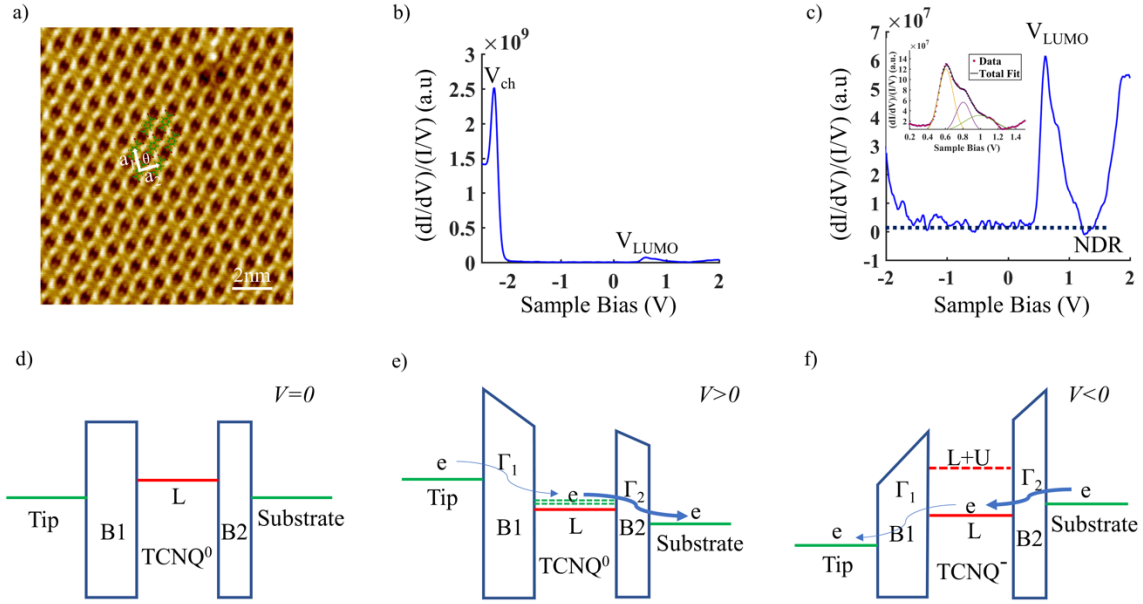 a)
a₁
θ
a₂
2nm
b)
×10⁹
3
2.5
2
1.5
1
0.5
0
(dI/dV)/(I/V) (a.u)
V_ch
V_LUMO
-2 -1 0 1 2
Sample Bias (V)
c)
×10⁷
7
6
5
4
3
2
1
0
-1
(dI/dV)/(I/V) (a.u)
V_LUMO
NDR
-2 -1 0 1 2
Sample Bias (V)
×10⁷
14
12
10
8
6
4
2
(dI/dV)/(I/V) (a.u.)
Data
Total Fit
0.2 0.4 0.6 0.8 1 1.2 1.4
Sample Bias (V)
d)
V=0
L
Tip
B1
B2
Substrate
TCNQ⁰
e)
V>0
e
Γ₁
Tip
e
Γ₂
e
B1
L
B2
Substrate
TCNQ⁰
f)
V<0
L+U
Γ₁
Γ₂
e
e
B1
L
B2
Substrate
e
Tip
TCNQ⁻